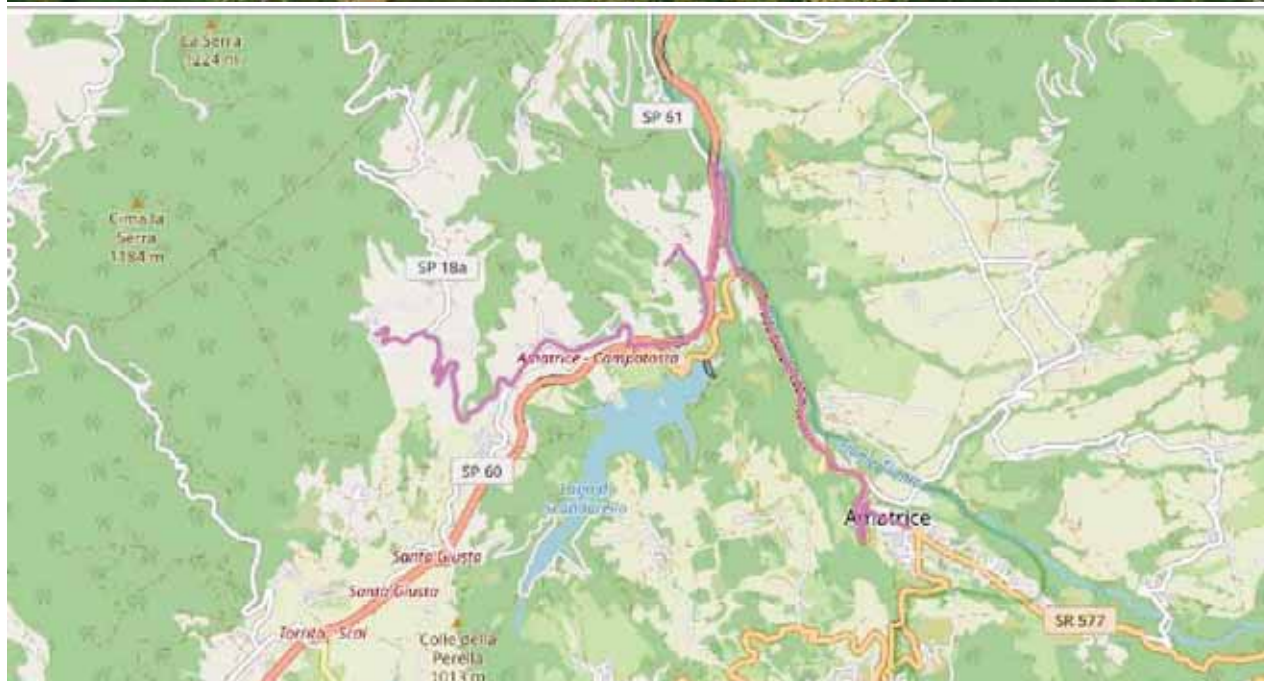 La Serra
1224 m
SP 61
Cima la
Serra
1184 m
SP 18a
Amatrice - Campotosto
SP 60
Lago di
Scandarello
Amatrice
Santa Giusta
Santa Giusta
Torrita - Scai
SR 577
Colle della
Perella
1013 m